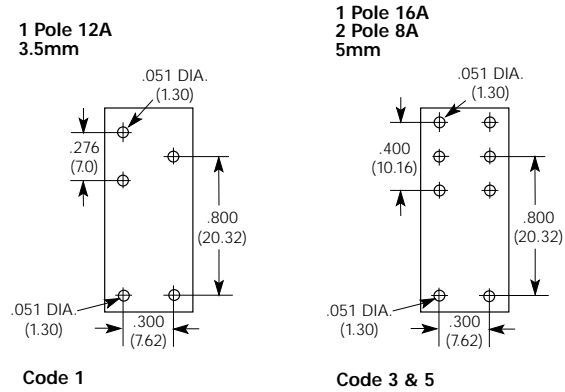 1 Pole 12A
3.5mm
.051 DIA.
(1.30)
.276
(7.0)
.800
(20.32)
.051 DIA.
(1.30)
.300
(7.62)
Code 1
1 Pole 16A
2 Pole 8A
5mm
.051 DIA.
(1.30)
.400
(10.16)
.800
(20.32)
.051 DIA.
(1.30)
.300
(7.62)
Code 3 & 5